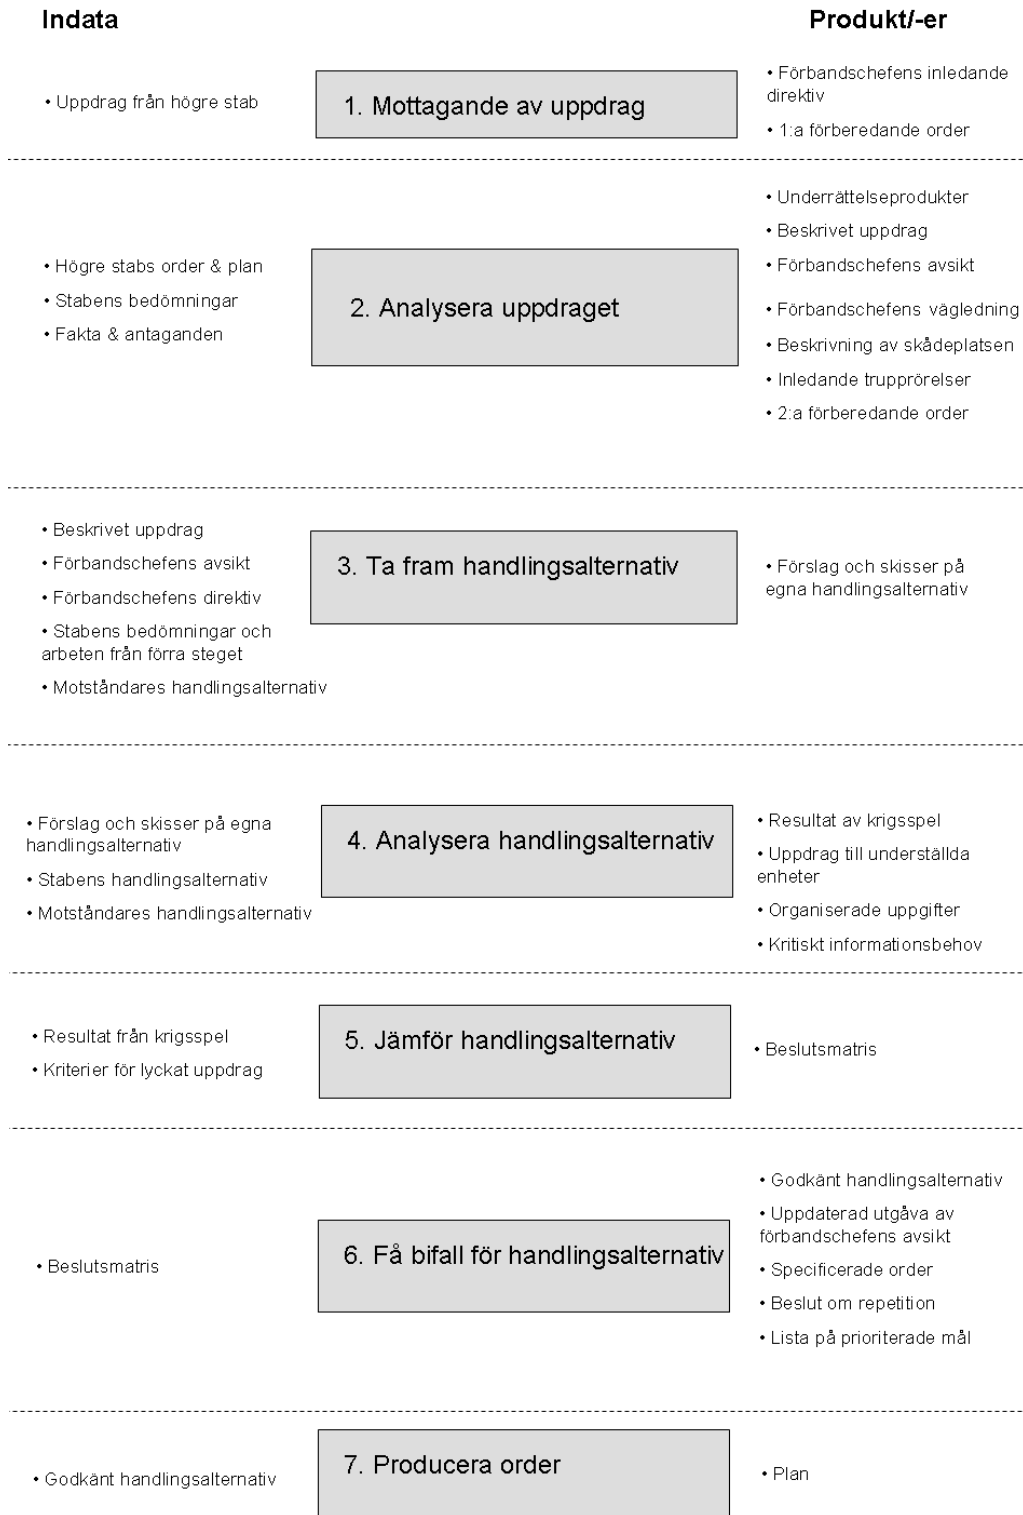 Indata
Produkt/-er
• Uppdrag från högre stab
1. Mottagande av uppdrag
• Förbandschefens inledande
direktiv
• 1:a förberedande order
• Högre stabs order & plan
• Stabens bedömningar
• Fakta & antaganden
2. Analysera uppdraget
• Underrättelseprodukter
• Beskrivet uppdrag
• Förbandschefens avsikt
• Förbandschefens vägledning
• Beskrivning av skådeplatsen
• Inledande trupprörelser
• 2:a förberedande order
• Beskrivet uppdrag
• Förbandschefens avsikt
• Förbandschefens direktiv
• Stabens bedömningar och
arbeten från förra steget
• Motståndares handlingsalternativ
3. Ta fram handlingsalternativ
• Förslag och skisser på
egna handlingsalternativ
• Förslag och skisser på egna
handlingsalternativ
• Stabens handlingsalternativ
• Motståndares handlingsalternativ
4. Analysera handlingsalternativ
• Resultat av krigsspel
• Uppdrag till underställda
enheter
• Organiserade uppgifter
• Kritiskt informationsbehov
• Resultat från krigsspel
• Kriterier för lyckat uppdrag
5. Jämför handlingsalternativ
• Beslutsmatris
• Beslutsmatris
6. Få bifall för handlingsalternativ
• Godkänt handlingsalternativ
• Uppdaterad utgåva av
förbandschefens avsikt
• Specificerade order
• Beslut om repetition
• Lista på prioriterade mål
• Godkänt handlingsalternativ
7. Producera order
• Plan